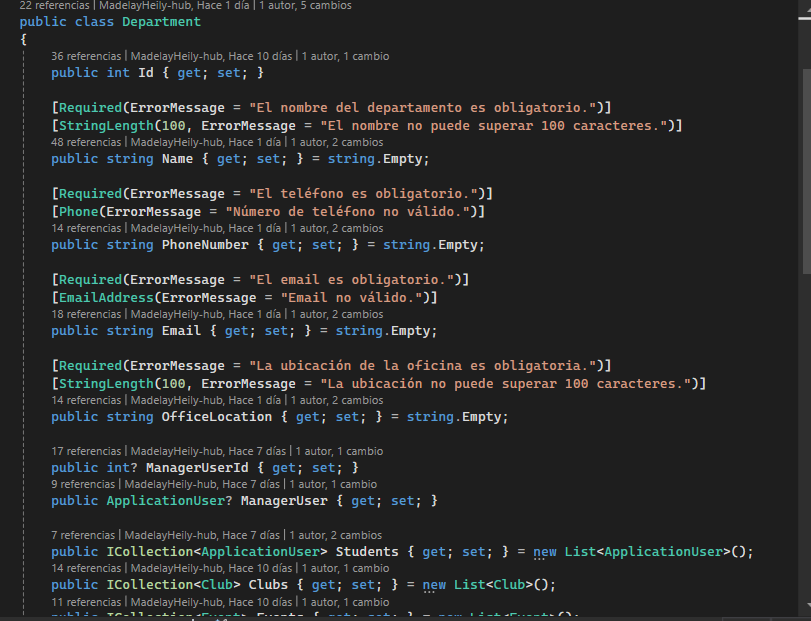 22 referencias | MadelayHeily-hub, Hace 1 día | 1 autor, 5 cambios
public class Department
{
36 referencias | MadelayHeily-hub, Hace 10 días | 1 autor, 1 cambio
public int Id { get; set; }
[Required(ErrorMessage = "El nombre del departamento es obligatorio.")]
[StringLength(100, ErrorMessage = "El nombre no puede superar 100 caracteres.")]
48 referencias | MadelayHeily-hub, Hace 1 día | 1 autor, 2 cambios
public string Name { get; set; } = string.Empty;
[Required(ErrorMessage = "El teléfono es obligatorio.")]
[Phone(ErrorMessage = "Número de teléfono no válido.")]
14 referencias | MadelayHeily-hub, Hace 1 día | 1 autor, 2 cambios
public string PhoneNumber { get; set; } = string.Empty;
[Required(ErrorMessage = "El email es obligatorio.")]
[EmailAddress(ErrorMessage = "Email no válido.")]
18 referencias | MadelayHeily-hub, Hace 1 día | 1 autor, 2 cambios
public string Email { get; set; } = string.Empty;
[Required(ErrorMessage = "La ubicación de la oficina es obligatoria.")]
[StringLength(100, ErrorMessage = "La ubicación no puede superar 100 caracteres.")]
14 referencias | MadelayHeily-hub, Hace 1 día | 1 autor, 2 cambios
public string OfficeLocation { get; set; } = string.Empty;
17 referencias | MadelayHeily-hub, Hace 7 días | 1 autor, 1 cambio
public int? ManagerUserId { get; set; }
9 referencias | MadelayHeily-hub, Hace 7 días | 1 autor, 1 cambio
public ApplicationUser? ManagerUser { get; set; }
7 referencias | MadelayHeily-hub, Hace 7 días | 1 autor, 2 cambios
public ICollection<ApplicationUser> Students { get; set; } = new List<ApplicationUser>();
14 referencias | MadelayHeily-hub, Hace 10 días | 1 autor, 1 cambio
public ICollection<Club> Clubs { get; set; } = new List<Club>();
11 referencias | MadelayHeily-hub, Hace 10 días | 1 autor, 1 cambio
public ICollection<Event> Events { get; set; } = new List<Event>();